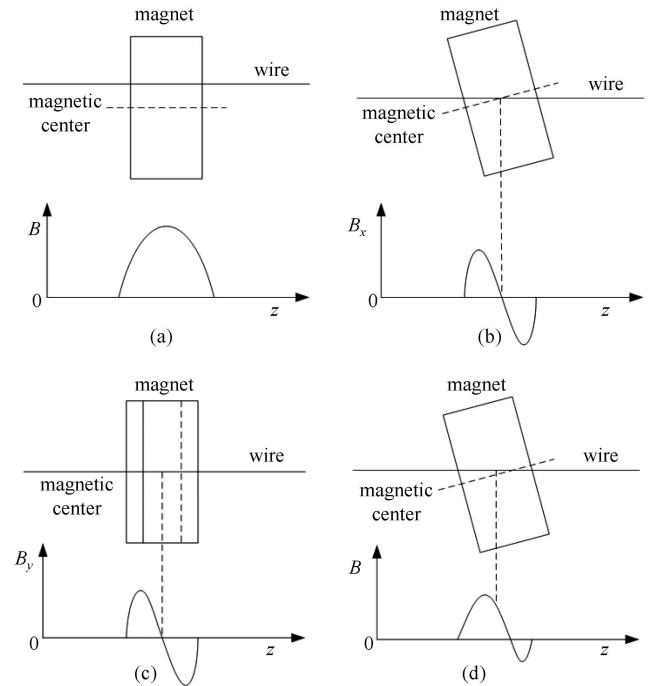 magnet
wire
magnetic
center
B
0
z
(a)
magnet
wire
magnetic
center
Bx
0
z
(b)
magnet
wire
magnetic
center
By
0
z
(c)
magnet
wire
magnetic
center
B
0
z
(d)